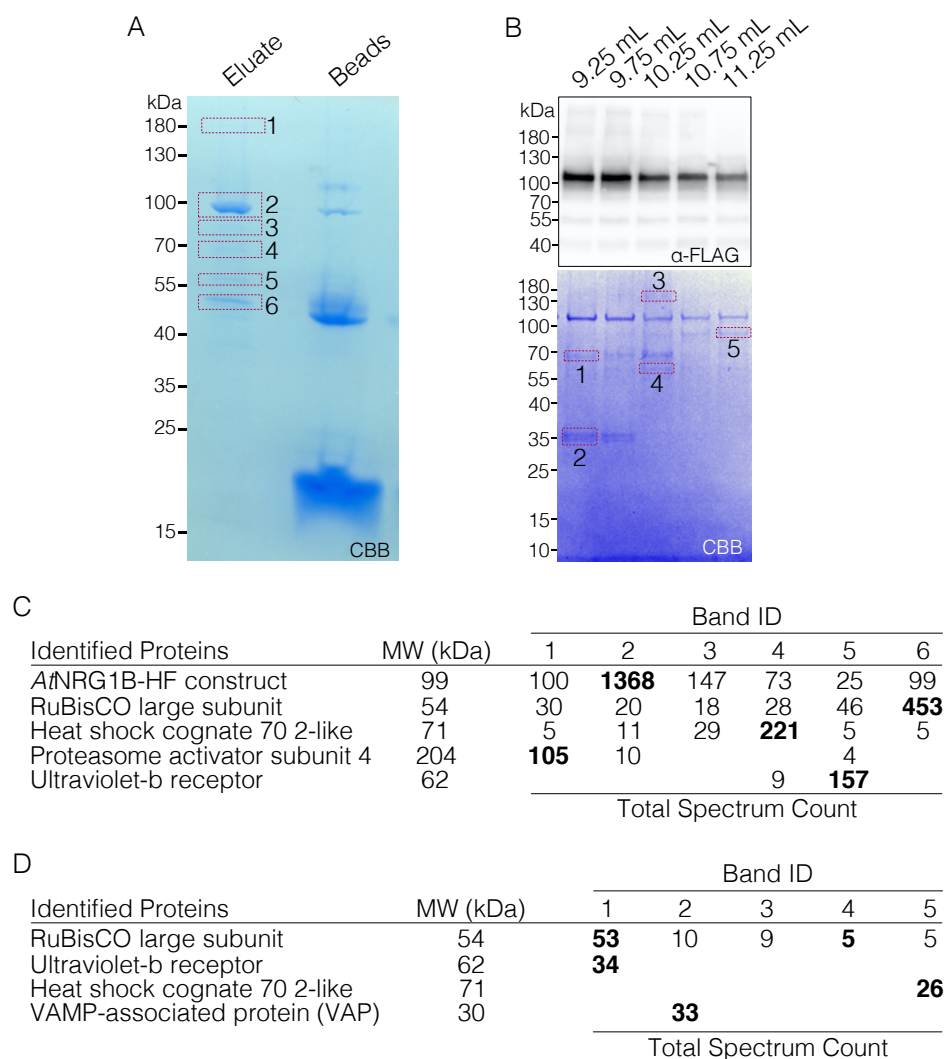 A
Eluate
Beads
kDa
180
130
100
70
55
40
35
25
15
1
2
3
4
5
6
CBB
B
9.25 mL
9.75 mL
10.25 mL
10.75 mL
11.25 mL
kDa
180
130
100
70
55
40
α-FLAG
180
130
100
70
55
40
35
25
15
10
3
1
5
4
2
CBB
C
Band ID
Identified Proteins MW (kDa) 1 2 3 4 5 6
AtNRG1B-HF construct 99 100 1368 147 73 25 99
RuBisCO large subunit 54 30 20 18 28 46 453
Heat shock cognate 70 2-like 71 5 11 29 221 5 5
Proteasome activator subunit 4 204 105 10 4
Ultraviolet-b receptor 62 9 157
Total Spectrum Count
D
Band ID
Identified Proteins MW (kDa) 1 2 3 4 5
RuBisCO large subunit 54 53 10 9 5 5
Ultraviolet-b receptor 62 34
Heat shock cognate 70 2-like 71 26
VAMP-associated protein (VAP) 30 33
Total Spectrum Count